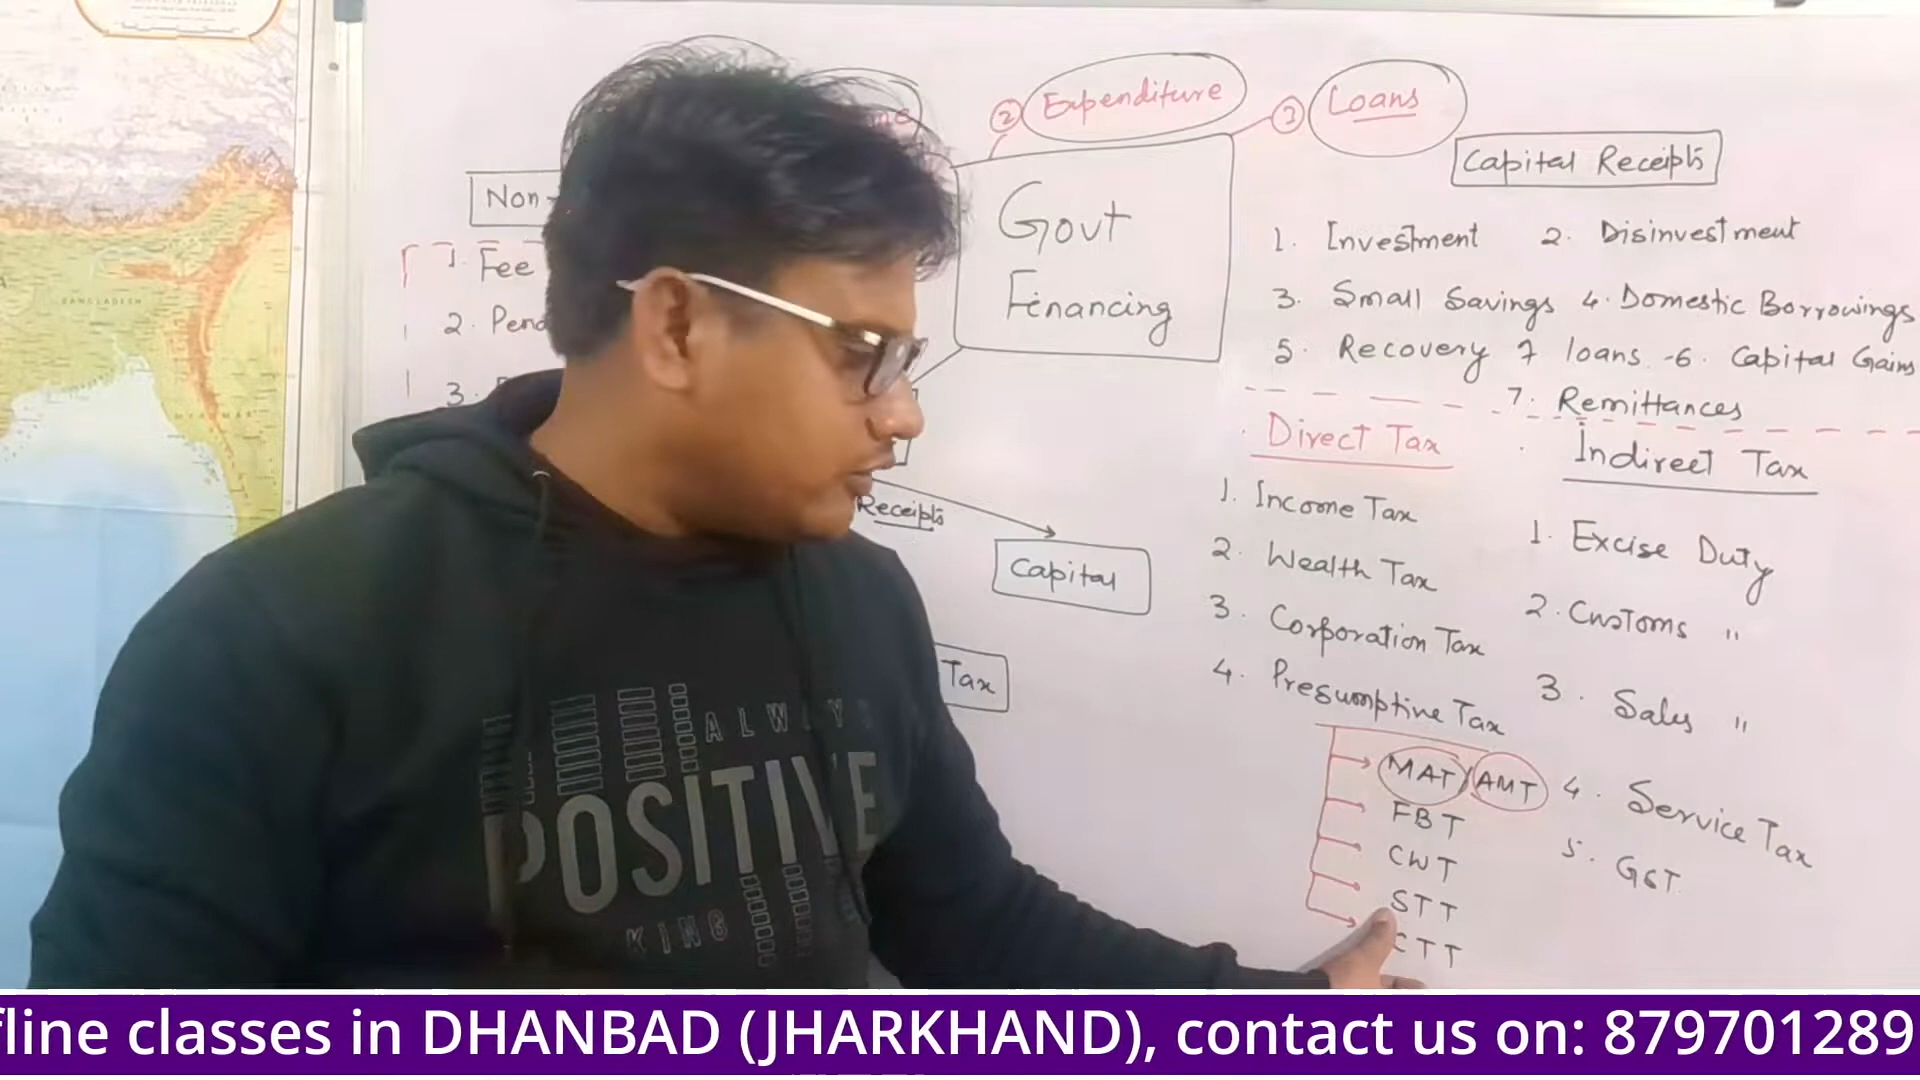 ② Expenditure
③ Loans
Capital Receipts
Non-
Govt
Financing
1. Fee
2. Pena
3.
1. Investment 2. Disinvestment
3. Small Savings 4. Domestic Borrowings
5. Recovery of loans - 6. Capital Gains
7. Remittances
Receipts
Capital
Tax
Direct Tax
1. Income Tax
2. Wealth Tax
3. Corporation Tax
4. Presumptive Tax
MAT/AMT
FBT
CWT
STT
CTT
Indirect Tax
1. Excise Duty
2. Customs "
3. Sales "
4. Service Tax
5. GST
BANGLADESH
MYANMAR
ALWAYS
POSITIVE
KING
fline classes in DHANBAD (JHARKHAND), contact us on: 879701289